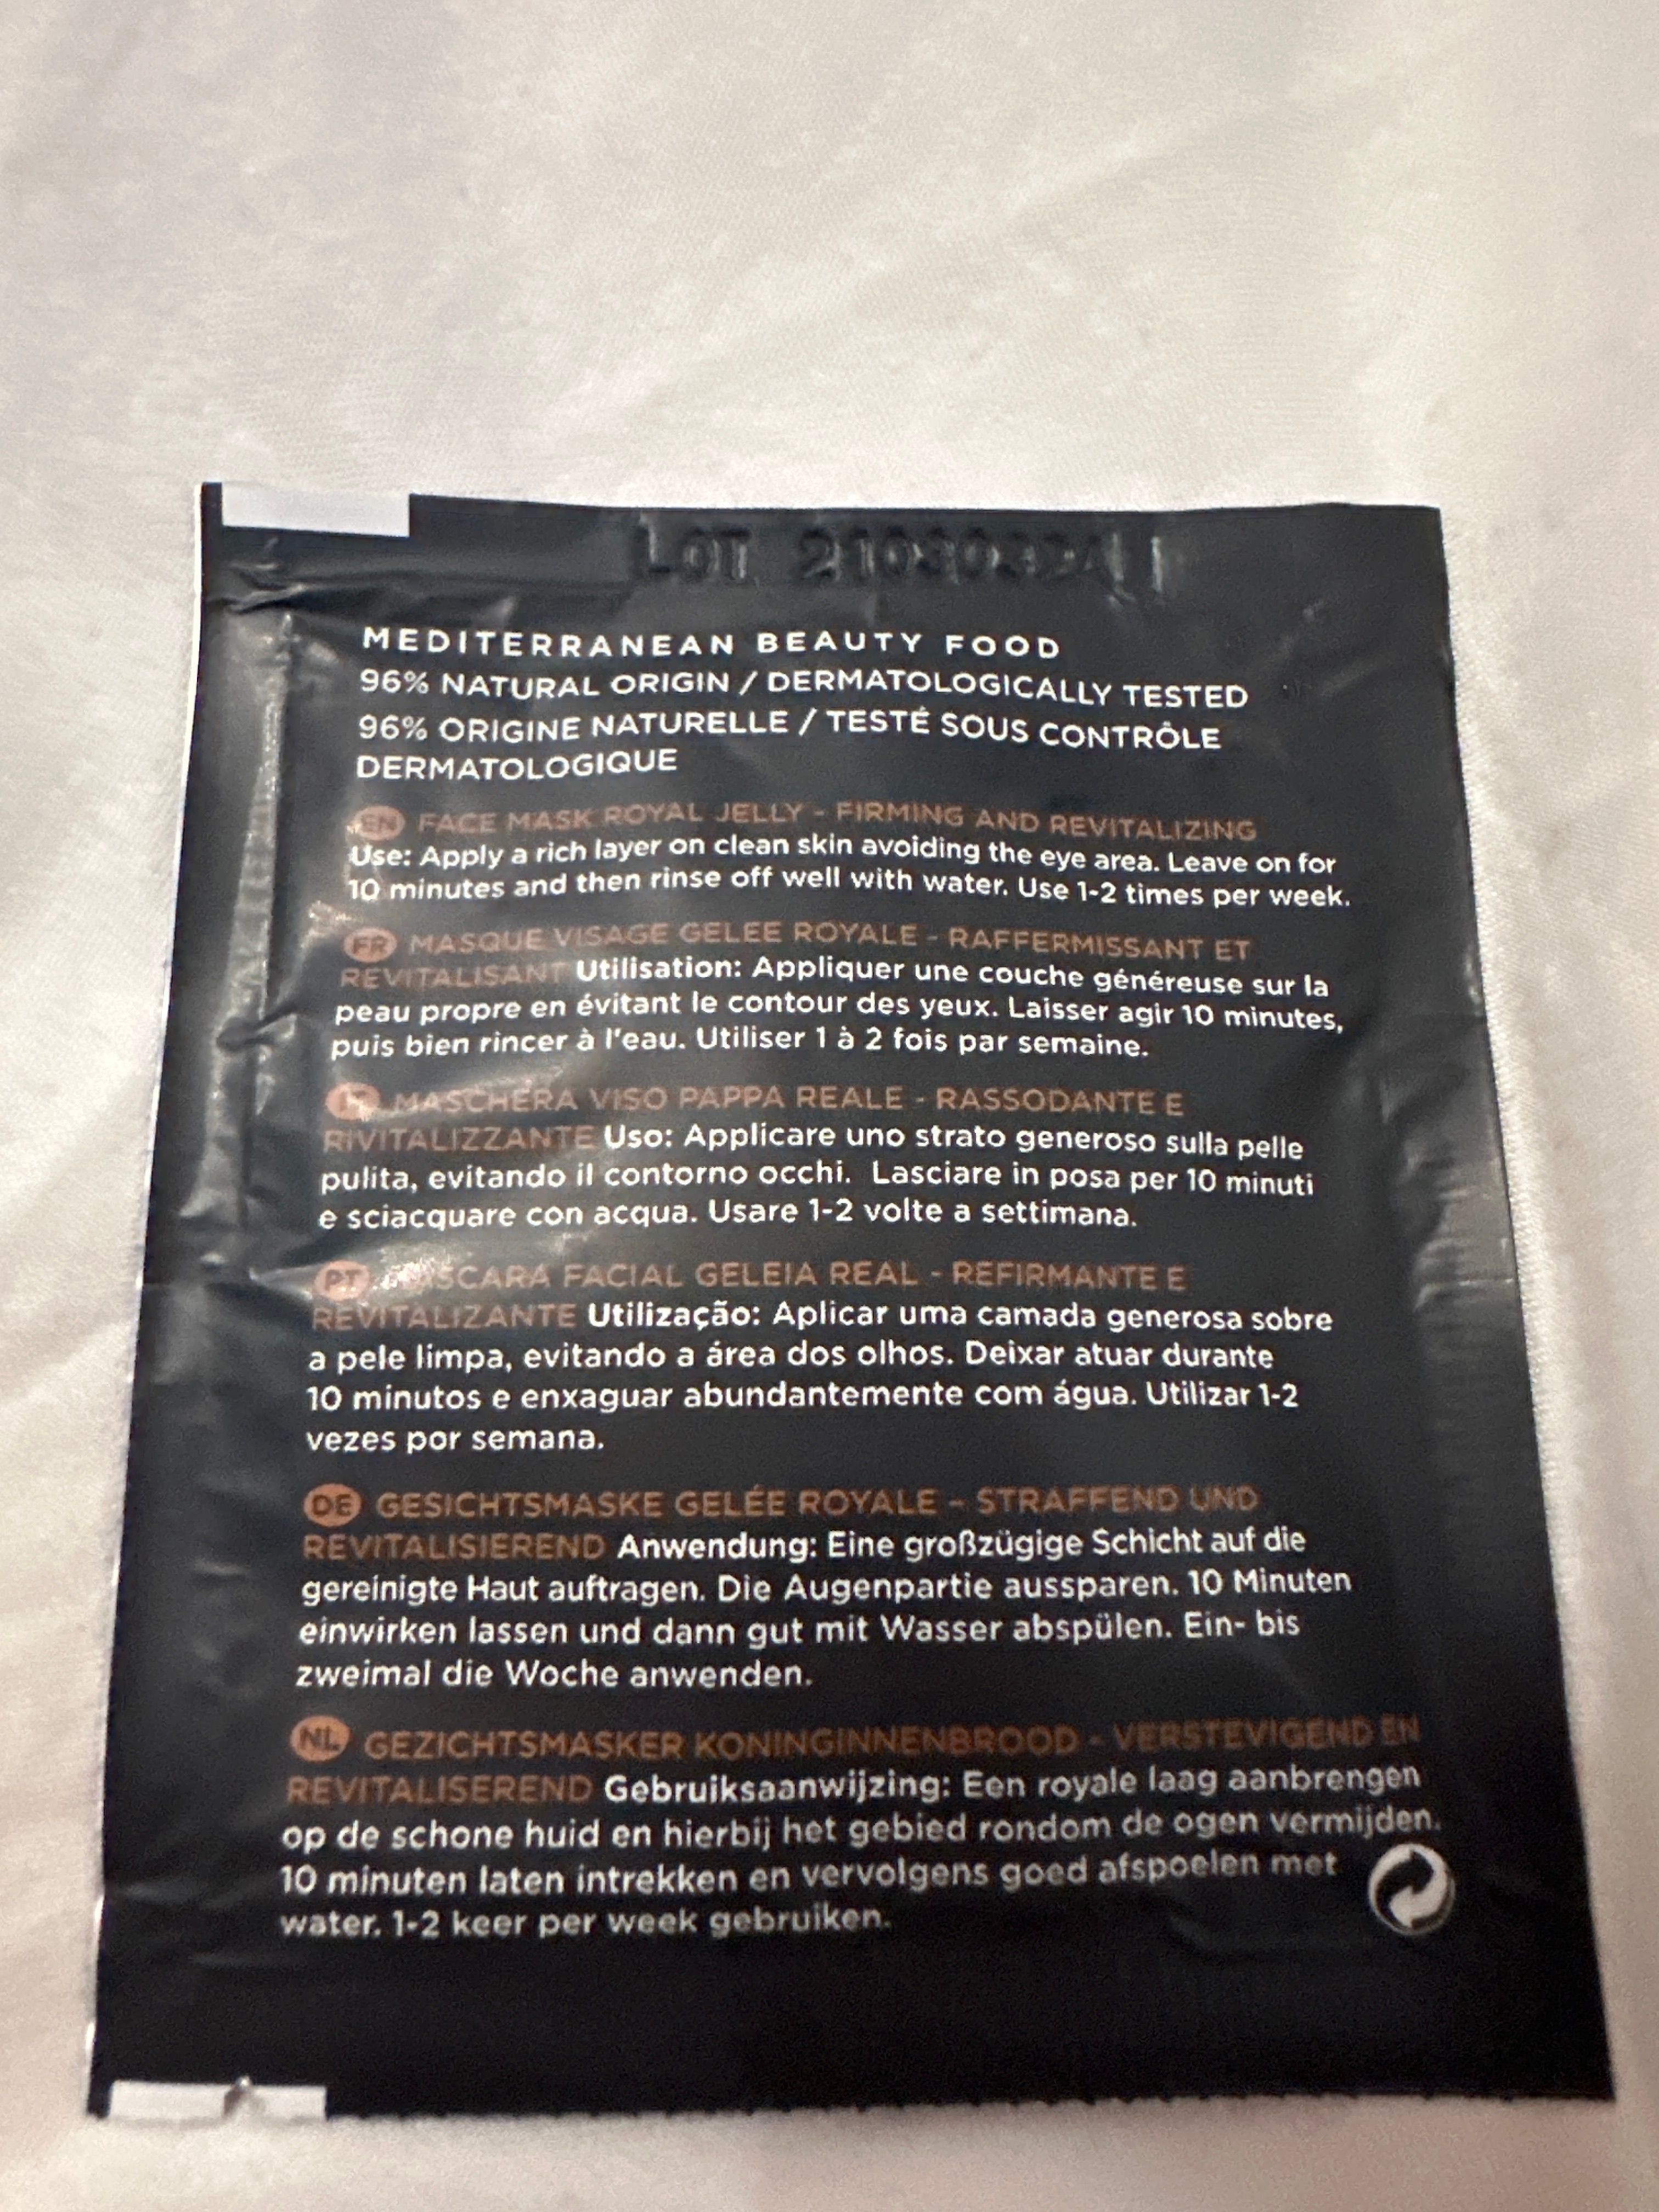 LOT
MEDITERRANEAN BEAUTY FOOD
96% NATURAL ORIGIN / DERMATOLOGICALLY TESTED
96% ORIGINE NATURELLE / TESTÉ SOUS CONTRÔLE
DERMATOLOGIQUE
EN FACE MASK ROYAL JELLY - FIRMING AND REVITALIZING
Use: Apply a rich layer on clean skin avoiding the eye area. Leave on for
10 minutes and then rinse off well with water. Use 1-2 times per week.
FR MASQUE VISAGE GELEE ROYALE - RAFFERMISSANT ET
REVITALISANT Utilisation: Appliquer une couche généreuse sur la
peau propre en évitant le contour des yeux. Laisser agir 10 minutes,
puis bien rincer à l'eau. Utiliser 1 à 2 fois par semaine.
MASCHERA VISO PAPPA REALE - RASSODANTE E
RIVITALIZZANTE Uso: Applicare uno strato generoso sulla pelle
pulita, evitando il contorno occhi. Lasciare in posa per 10 minuti
e sciacquare con acqua. Usare 1-2 volte a settimana.
PT FACIAL GELEIA REAL - REFIRMANTE E
REVITALIZANTE Utilização: Aplicar uma camada generosa sobre
a pele limpa, evitando a área dos olhos. Deixar atuar durante
10 minutos e enxaguar abundantemente com água. Utilizar 1-2
vezes por semana.
DE GESICHTSMASKE GELÉE ROYALE - STRAFFEND UND
REVITALISIEREND Anwendung: Eine großzügige Schicht auf die
gereinigte Haut auftragen. Die Augenpartie aussparen. 10 Minuten
einwirken lassen und dann gut mit Wasser abspülen. Ein- bis
zweimal die Woche anwenden.
NL GEZICHTSMASKER KONINGINNENBROOD - VERSTEVIGEND EN
REVITALISEREND Gebruiksaanwijzing: Een royale laag aanbrengen
op de schone huid en hierbij het gebied rondom de ogen vermijden.
10 minuten laten intrekken en vervolgens goed afspoelen met
water. 1-2 keer per week gebruiken.